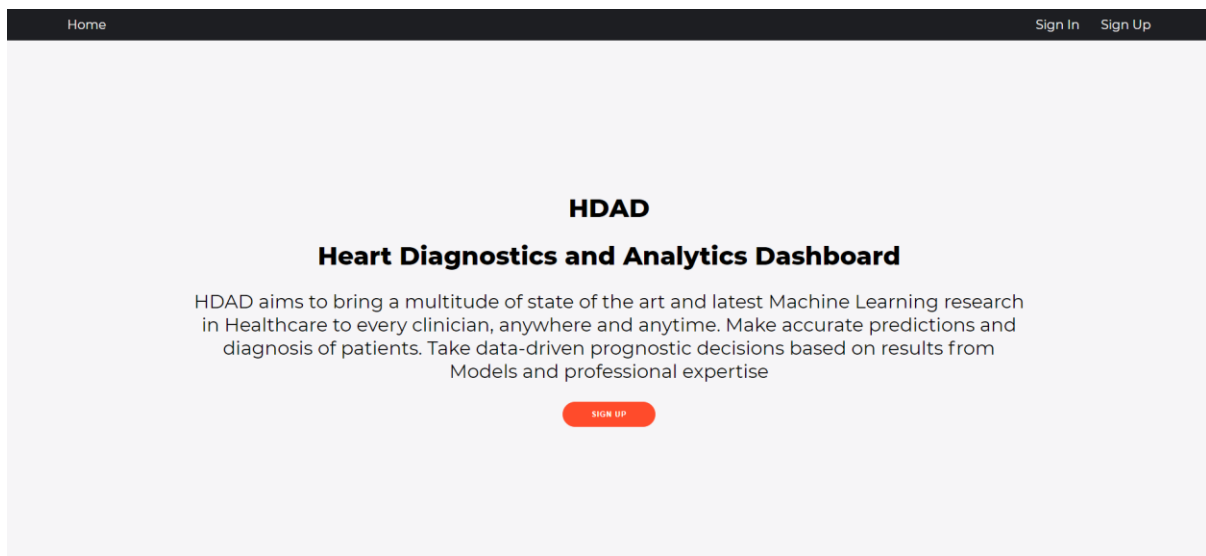 Home Sign In Sign Up
HDAD
Heart Diagnostics and Analytics Dashboard
HDAD aims to bring a multitude of state of the art and latest Machine Learning research
in Healthcare to every clinician, anywhere and anytime. Make accurate predictions and
diagnosis of patients. Take data-driven prognostic decisions based on results from
Models and professional expertise
SIGN UP